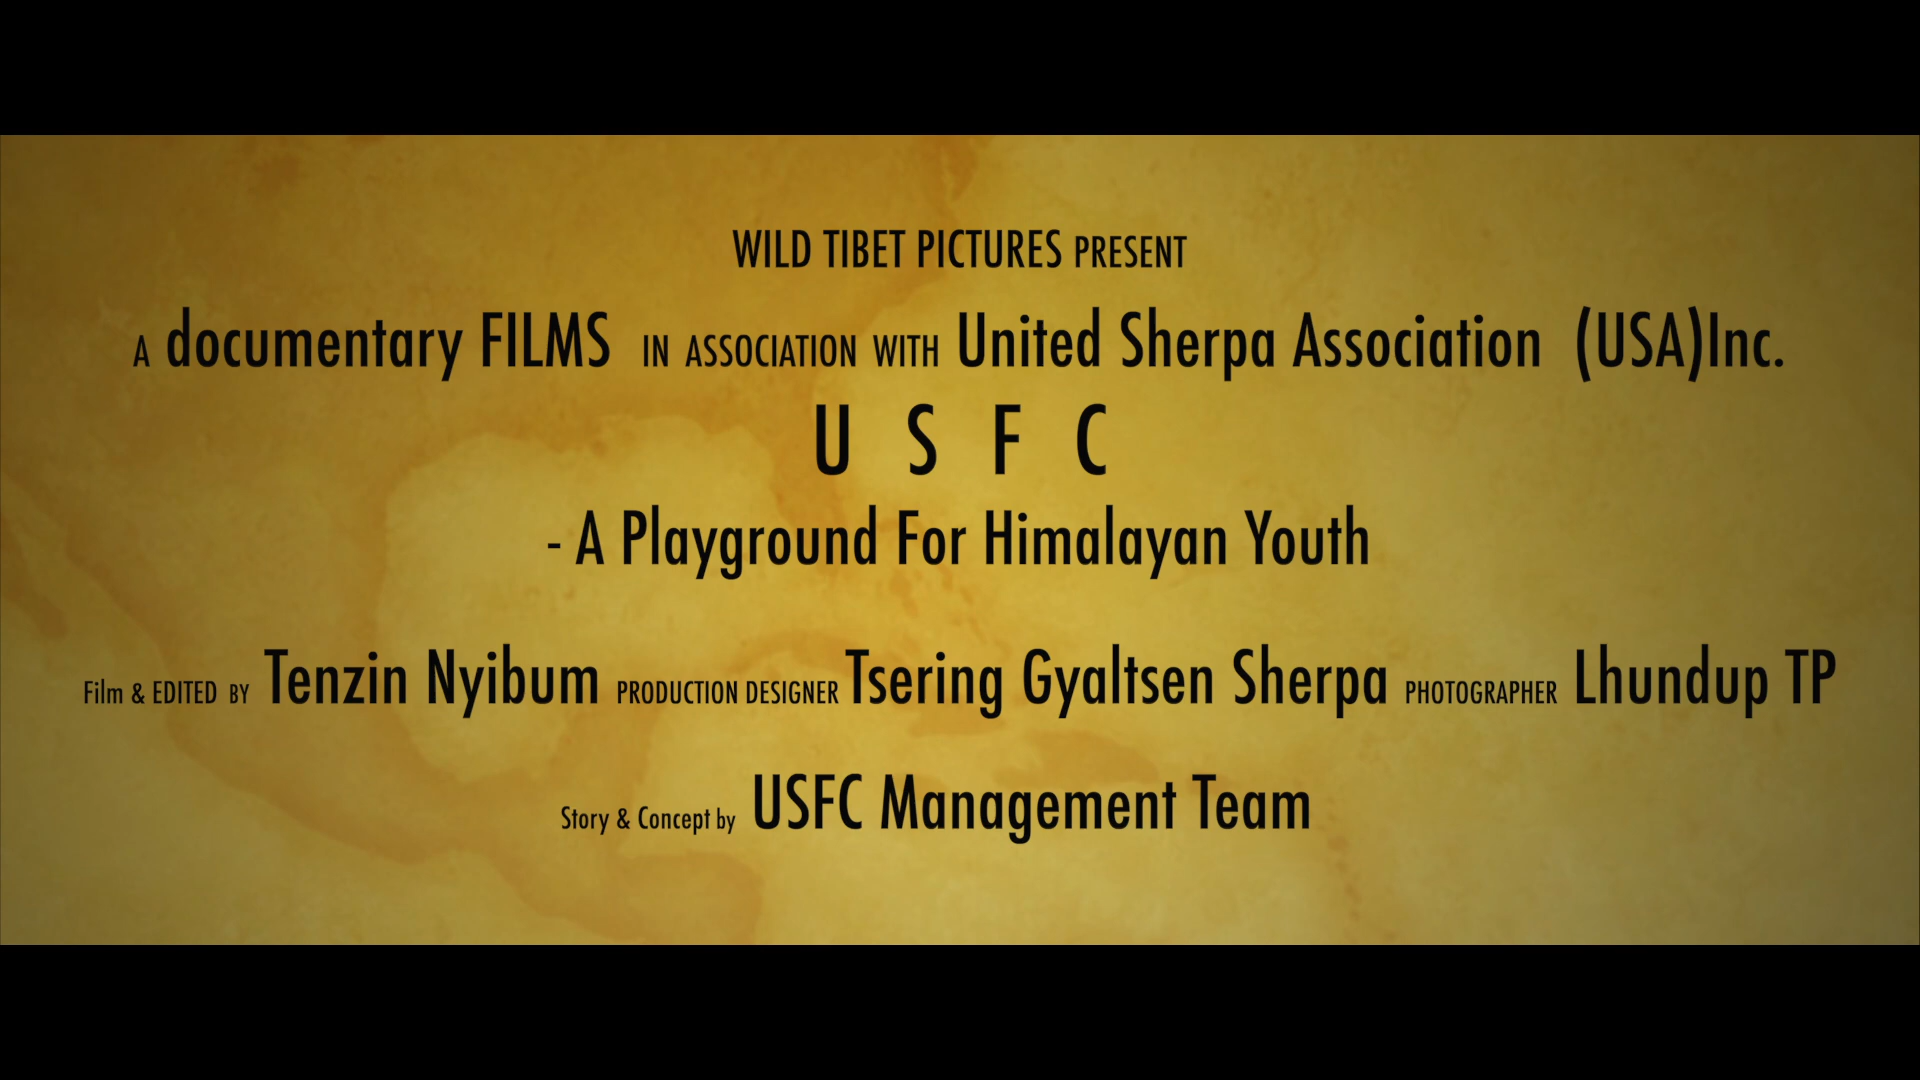 WILD TIBET PICTURES PRESENT
A documentary FILMS IN ASSOCIATION WITH United Sherpa Association (USA)Inc.
U S F C
- A Playground For Himalayan Youth
Film & EDITED BY Tenzin Nyibum PRODUCTION DESIGNER Tsering Gyaltsen Sherpa PHOTOGRAPHER Lhundup TP
Story & Concept by USFC Management Team